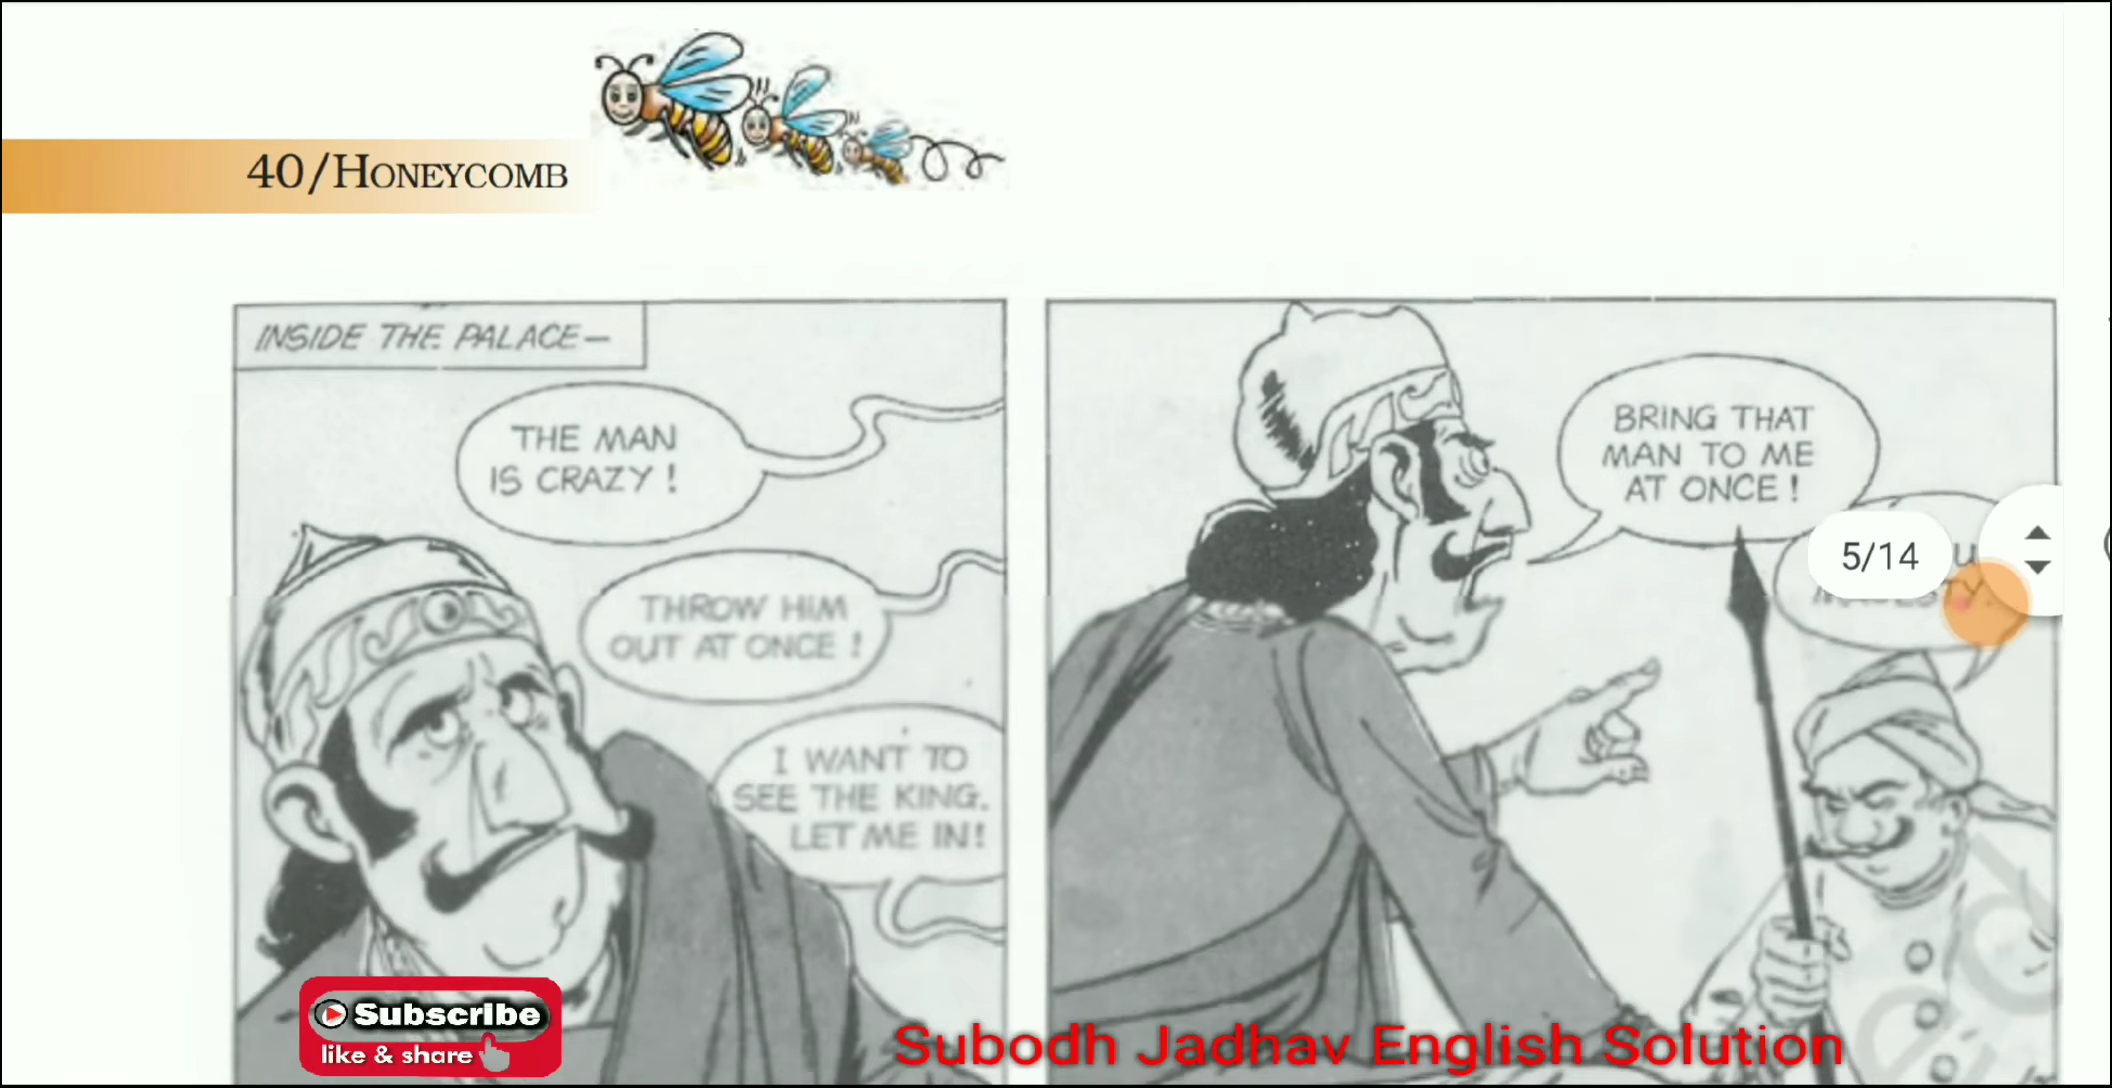 40/HONEYCOMB
INSIDE THE PALACE—
THE MAN
IS CRAZY!
THROW HIM
OUT AT ONCE!
I WANT TO
SEE THE KING.
LET ME IN!
BRING THAT
MAN TO ME
AT ONCE!
5/14
Subscribe
like & share
Subodh Jadhav English Solution